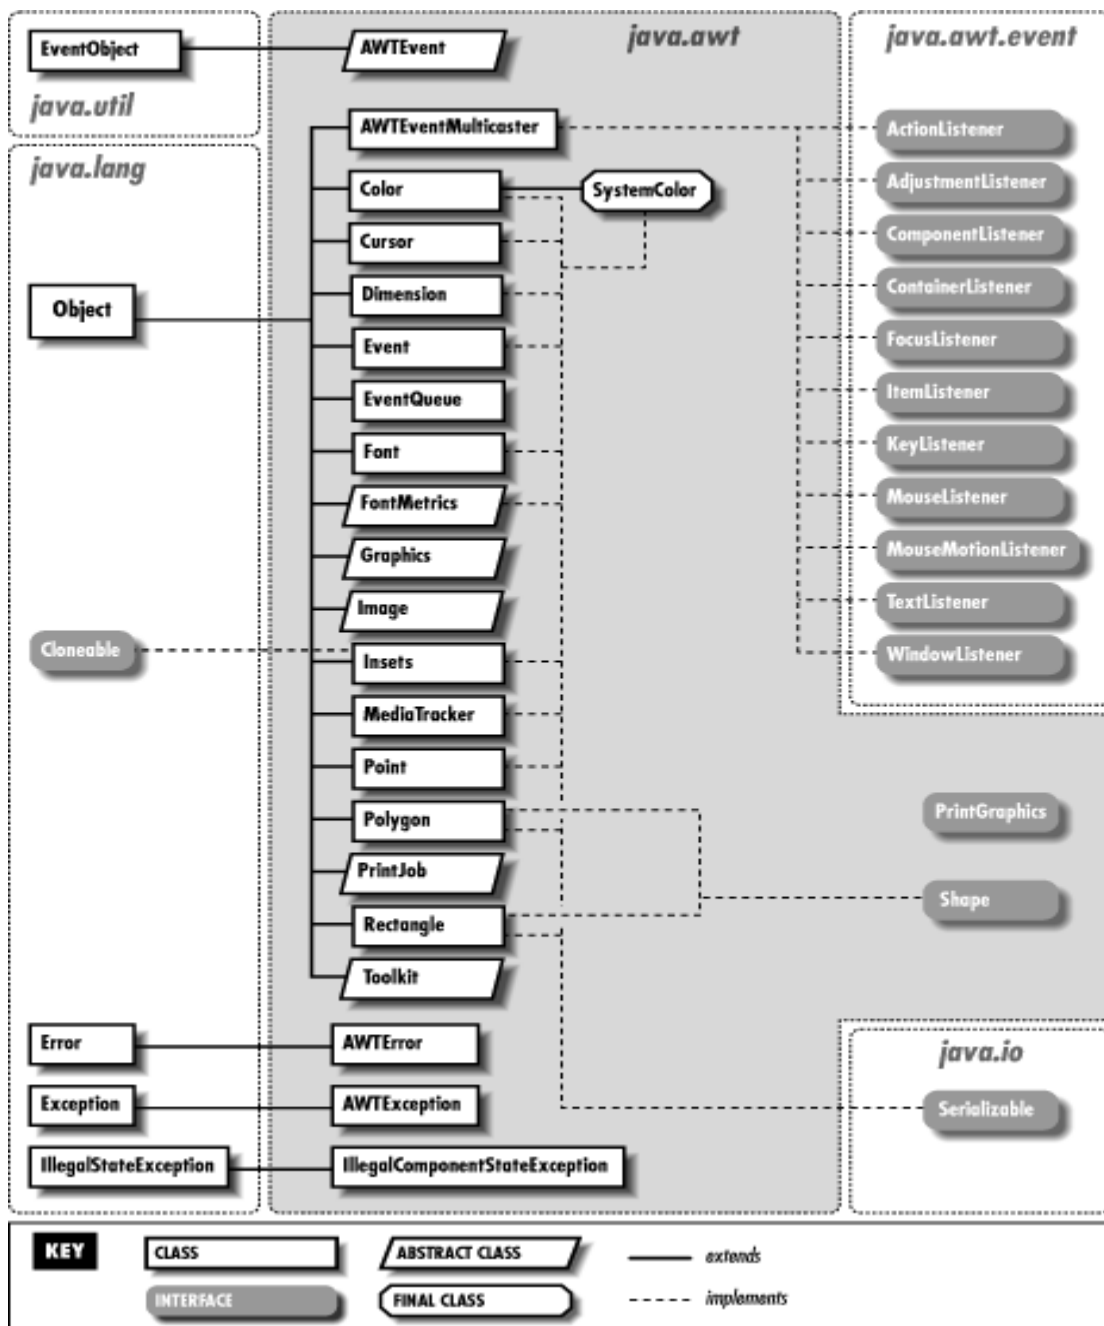 EventObject
java.util
java.lang
Object
Cloneable
Error
Exception
IllegalStateException
java.awt
AWTEvent
AWTEventMulticaster
Color
SystemColor
Cursor
Dimension
Event
EventQueue
Font
FontMetrics
Graphics
Image
Insets
MediaTracker
Point
Polygon
PrintJob
Rectangle
Toolkit
AWTError
AWTException
IllegalComponentStateException
java.awt.event
ActionListener
AdjustmentListener
ComponentListener
ContainerListener
FocusListener
ItemListener
KeyListener
MouseListener
MouseMotionListener
TextListener
WindowListener
PrintGraphics
Shape
java.io
Serializable
KEY
CLASS
ABSTRACT CLASS
extends
INTERFACE
FINAL CLASS
implements